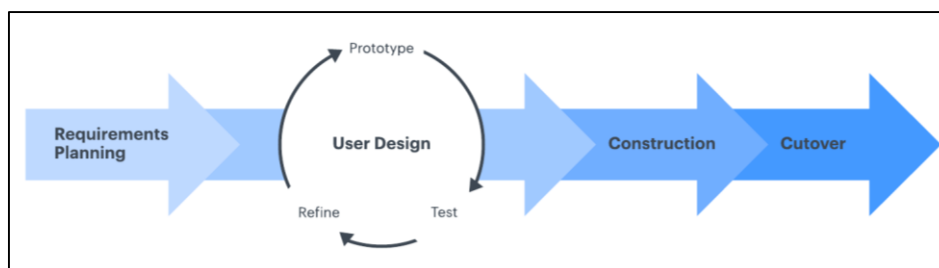 Prototype
Requirements
Planning
User Design
Construction
Cutover
Refine
Test